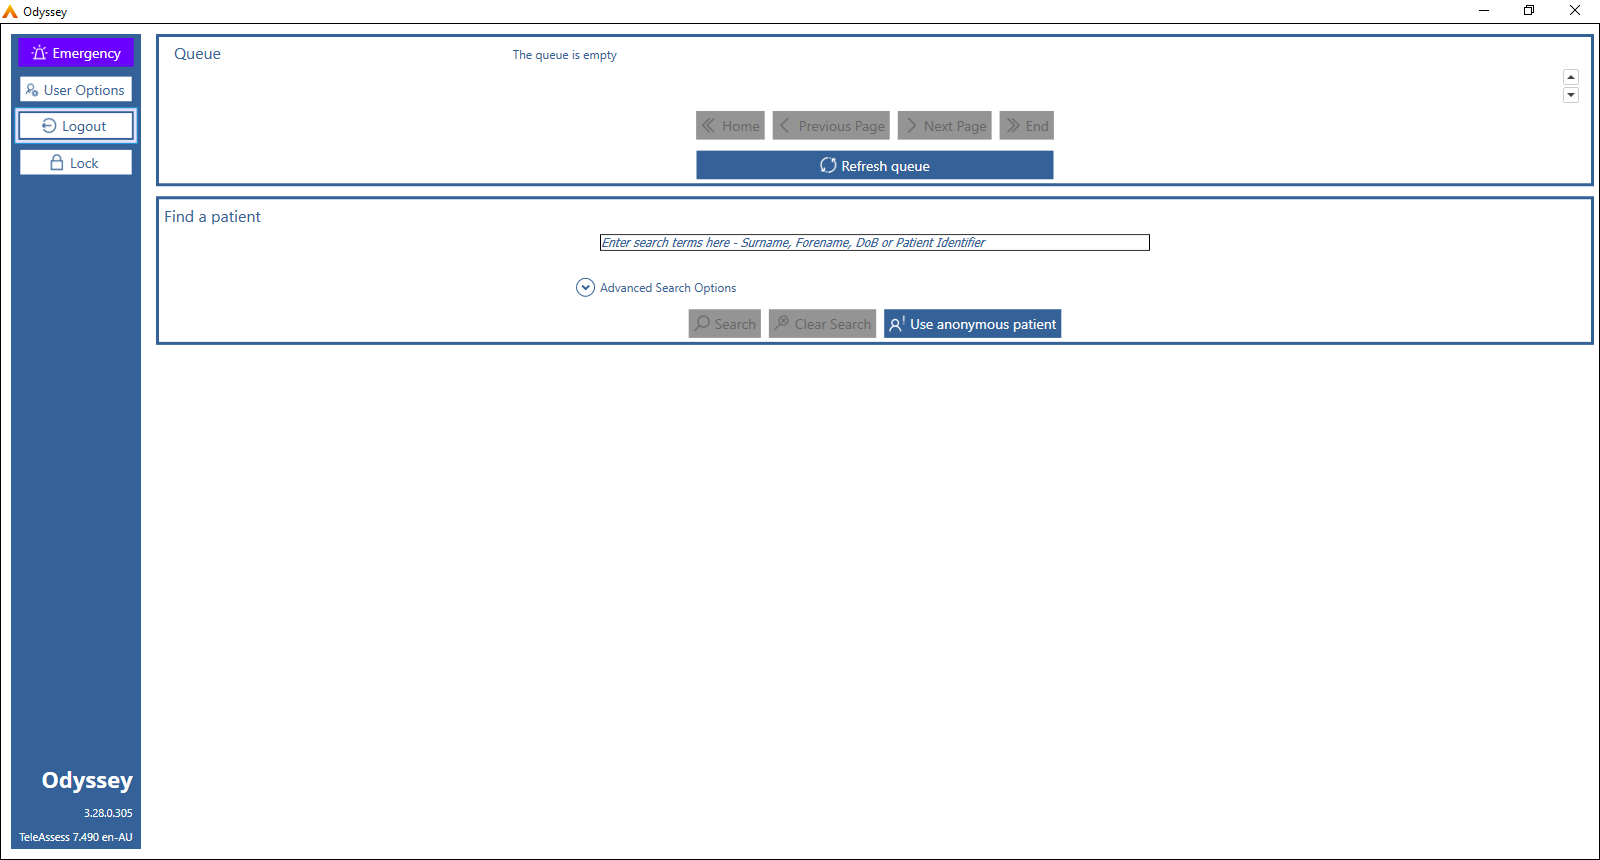 Odyssey
Emergency
User Options
Logout
Lock
Queue
The queue is empty
Home
Previous Page
Next Page
End
Refresh queue
Find a patient
Enter search terms here - Surname, Forename, DoB or Patient Identifier
Advanced Search Options
Search
Clear Search
Use anonymous patient
Odyssey
3.28.0.305
TeleAssess 7.490 en-AU